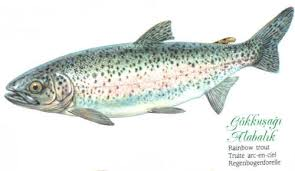 Gökkuşağı
Alabalık
Rainbow trout
Truite arc-en-ciel
Regenbogenforelle